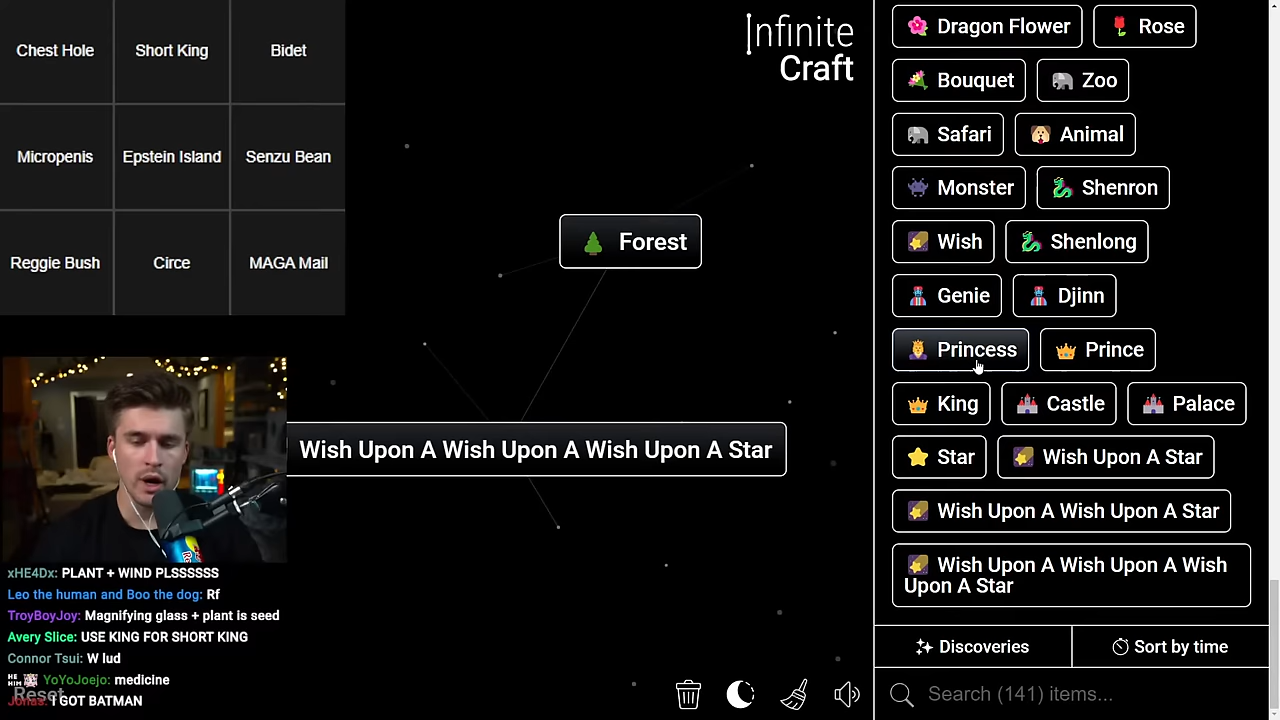 Chest Hole
Short King
Bidet
Micropenis
Epstein Island
Senzu Bean
Reggie Bush
Circe
MAGA Mail
Infinite
Craft
Forest
Wish Upon A Wish Upon A Wish Upon A Star
Dragon Flower
Rose
Bouquet
Zoo
Safari
Animal
Monster
Shenron
Wish
Shenlong
Genie
Djinn
Princess
Prince
King
Castle
Palace
Star
Wish Upon A Star
Wish Upon A Wish Upon A Star
Wish Upon A Wish Upon A Wish
Upon A Star
Discoveries
Sort by time
Search (141) items...
xHE4Dx: PLANT + WIND PLSSSSSS
Leo the human and Boo the dog: Rf
TroyBoyJoy: Magnifying glass + plant is seed
Avery Slice: USE KING FOR SHORT KING
Connor Tsui: W lud
HE HIM YoYoJoejo: medicine
Reset
Jonas: I GOT BATMAN